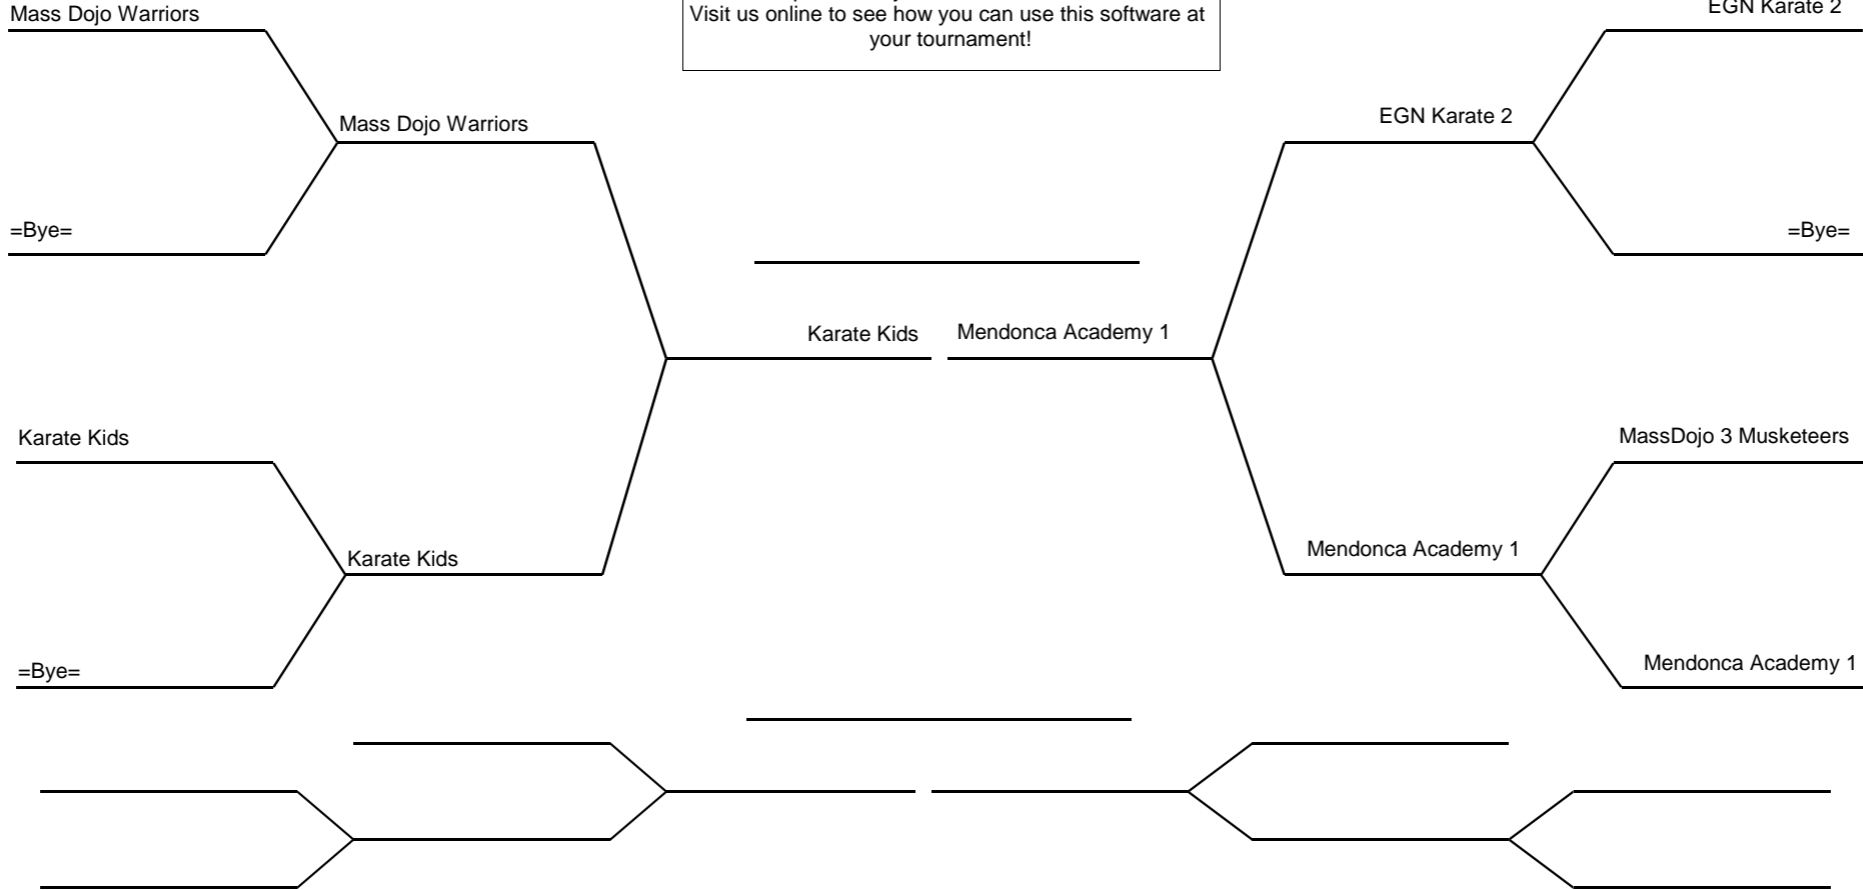 Mass Dojo Warriors
Visit us online to see how you can use this software at
your tournament!
EGN Karate 2
Mass Dojo Warriors
EGN Karate 2
=Bye=
=Bye=
Karate Kids
Mendonca Academy 1
Karate Kids
MassDojo 3 Musketeers
Karate Kids
Mendonca Academy 1
=Bye=
Mendonca Academy 1